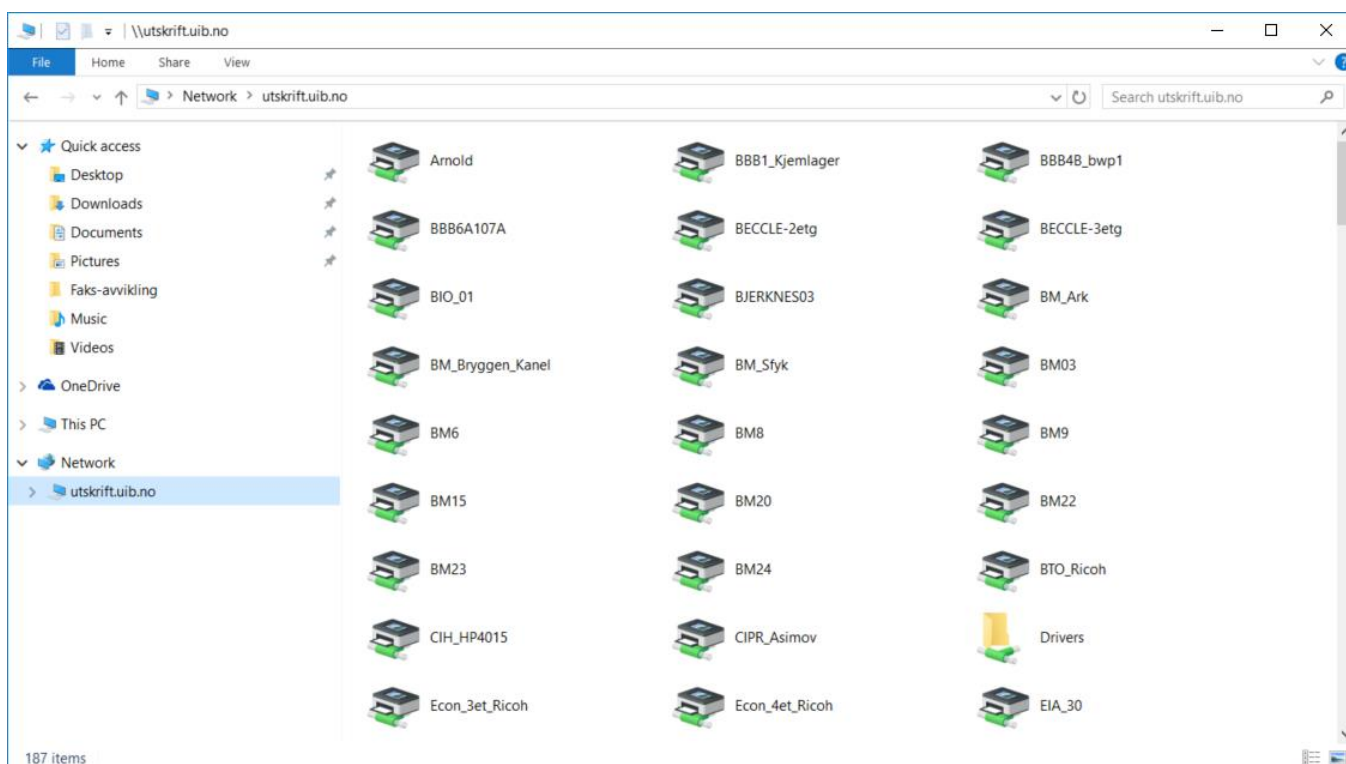 \\utskrift.uib.no
File Home Share View
Network utskrift.uib.no
Search utskrift.uib.no
Quick access
Desktop
Downloads
Documents
Pictures
Faks-avvikling
Music
Videos
OneDrive
This PC
Network
utskrift.uib.no
Arnold BBB1_Kjemlager BBB4B_bwp1
BBB6A107A BECCLE-2etg BECCLE-3etg
BIO_01 BJERKNES03 BM_Ark
BM_Bryggen_Kanel BM_Sfyk BM03
BM6 BM8 BM9
BM15 BM20 BM22
BM23 BM24 BTO_Ricoh
CIH_HP4015 CIPR_Asimov Drivers
Econ_3et_Ricoh Econ_4et_Ricoh EIA_30
187 items